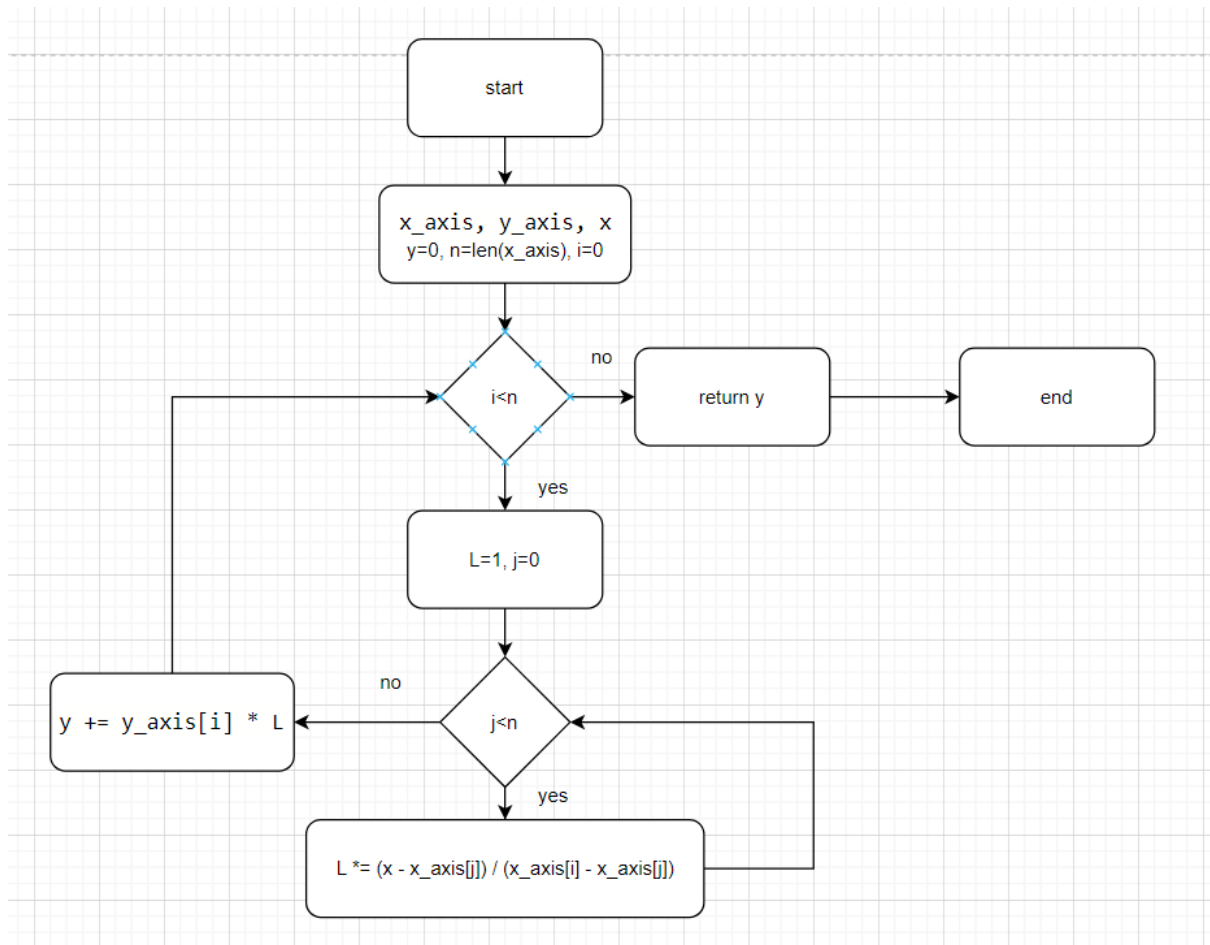 start
x_axis, y_axis, x
y=0, n=len(x_axis), i=0
i<n
no
return y
end
yes
L=1, j=0
no
j<n
y += y_axis[i] * L
yes
L *= (x - x_axis[j]) / (x_axis[i] - x_axis[j])